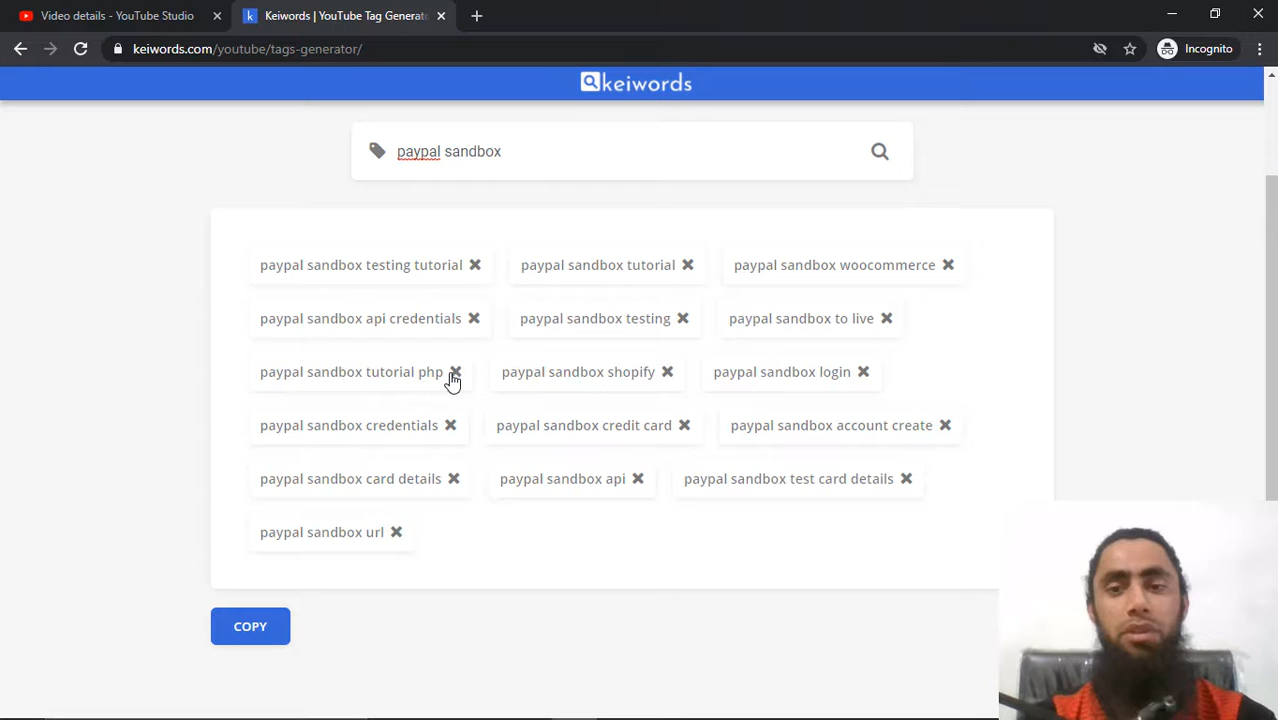 Video details - YouTube Studio
Keiwords | YouTube Tag Generato
keiwords.com/youtube/tags-generator/
Incognito
keiwords
paypal sandbox
paypal sandbox testing tutorial
paypal sandbox tutorial
paypal sandbox woocommerce
paypal sandbox api credentials
paypal sandbox testing
paypal sandbox to live
paypal sandbox tutorial php
paypal sandbox shopify
paypal sandbox login
paypal sandbox credentials
paypal sandbox credit card
paypal sandbox account create
paypal sandbox card details
paypal sandbox api
paypal sandbox test card details
paypal sandbox url
COPY